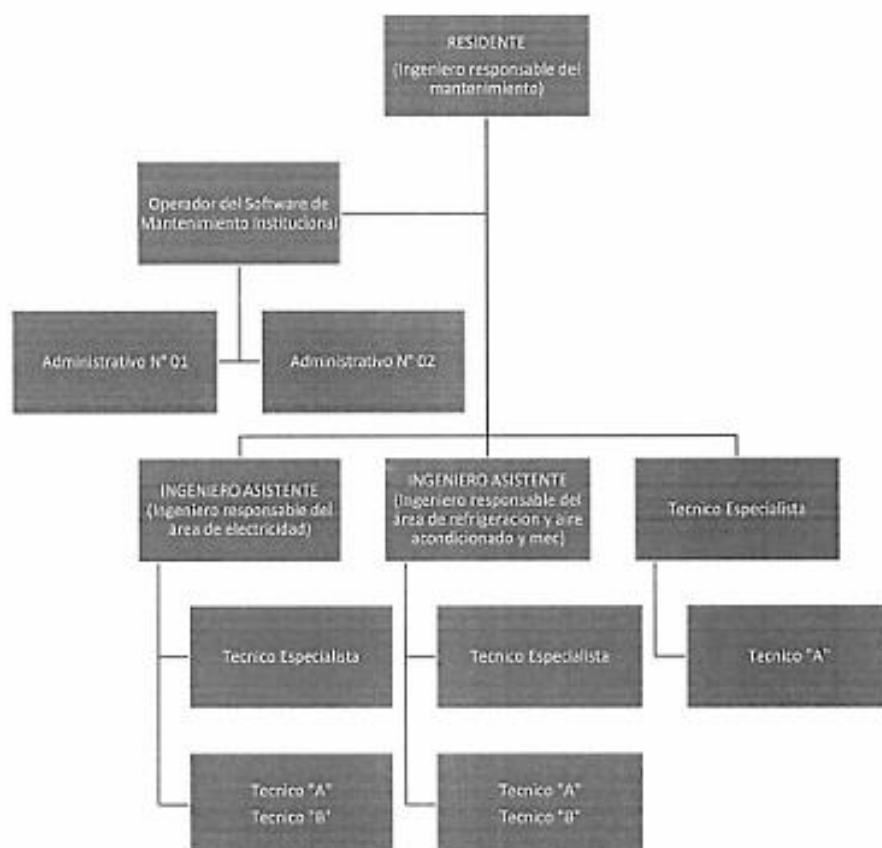 RESIDENTE
(Ingeniero responsable del
mantenimiento)
Operador del Software de
Mantenimiento Institucional
Administrativo N° 01
Administrativo N° 02
INGENIERO ASISTENTE
(Ingeniero responsable del
área de electricidad)
INGENIERO ASISTENTE
(Ingeniero responsable del
área de refrigeracion y aire
acondicionado y mec)
Tecnico Especialista
Tecnico Especialista
Tecnico Especialista
Tecnico "A"
Tecnico "A"
Tecnico "B"
Tecnico "A"
Tecnico "B"